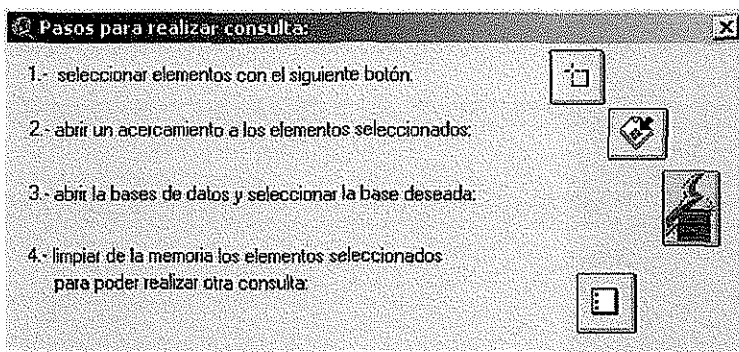 Pasos para realizar consulta:
1.- seleccionar elementos con el siguiente botón:
2.- abrir un acercamiento a los elementos seleccionados:
3.- abrir la bases de datos y seleccionar la base deseada:
4.- limpiar de la memoria los elementos seleccionados
para poder realizar otra consulta: